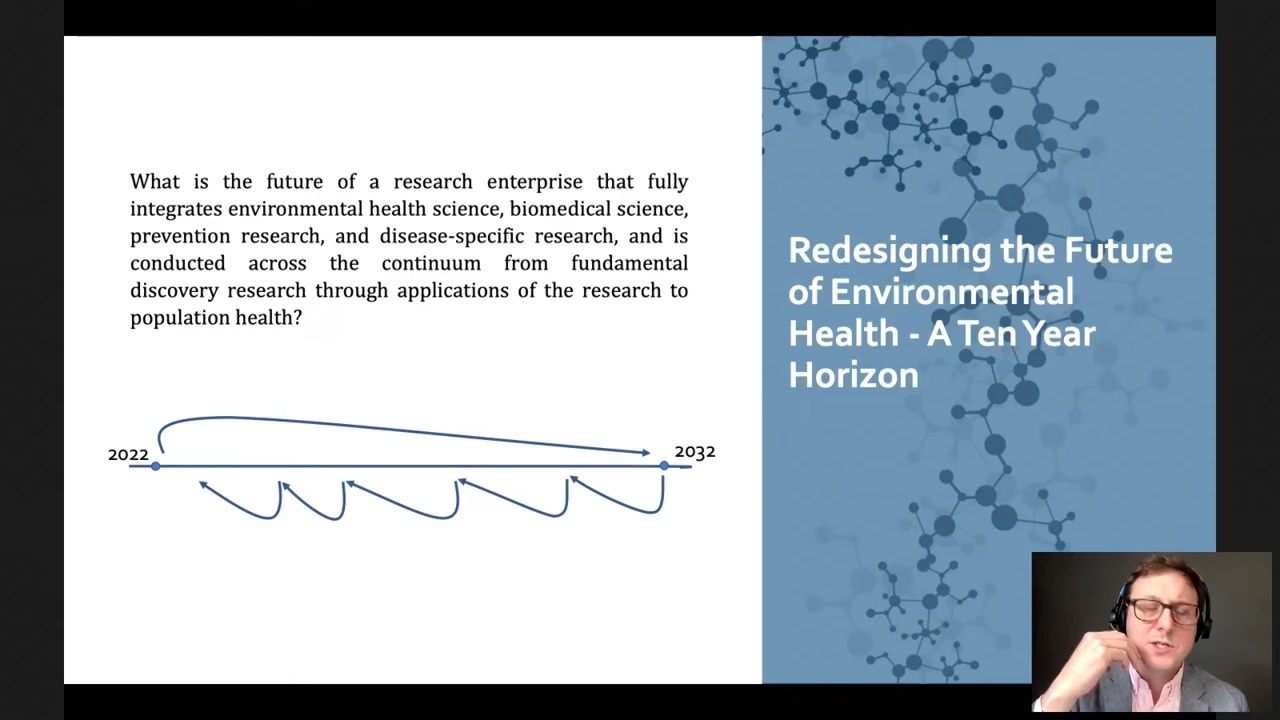 What is the future of a research enterprise that fully
integrates environmental health science, biomedical science,
prevention research, and disease-specific research, and is
conducted across the continuum from fundamental
discovery research through applications of the research to
population health?
2022
2032
Redesigning the Future
of Environmental
Health - A Ten Year
Horizon